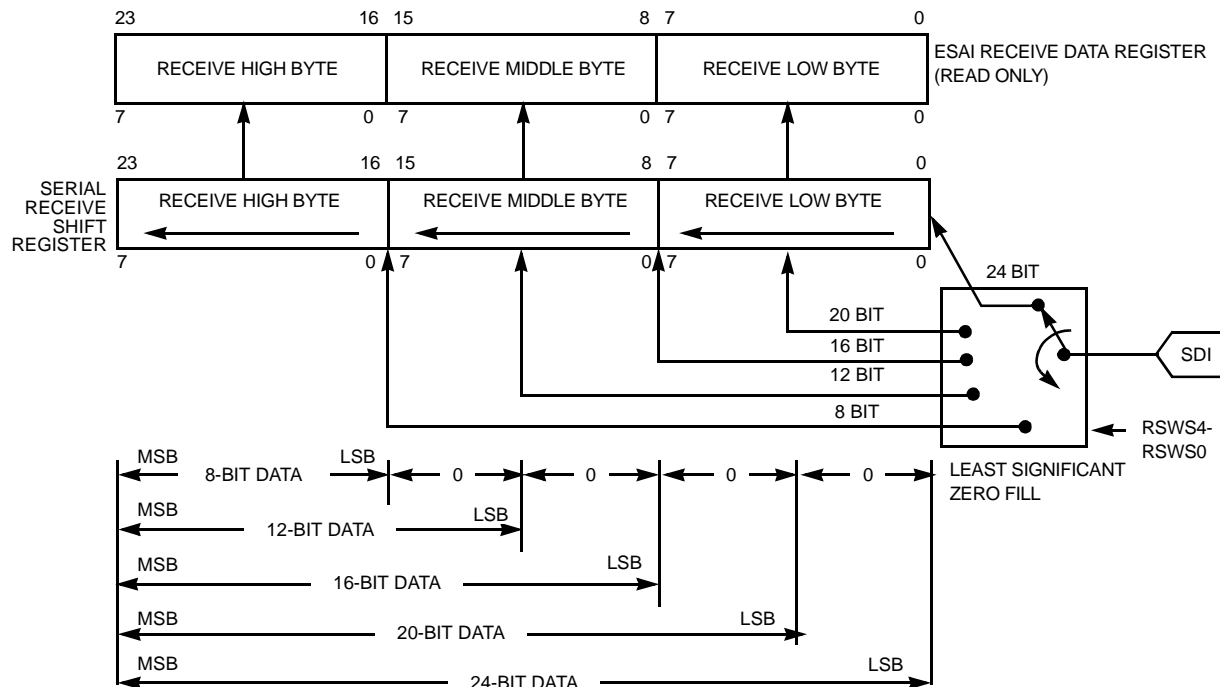 23 16 15 8 7 0
RECEIVE HIGH BYTE RECEIVE MIDDLE BYTE RECEIVE LOW BYTE
ESAI RECEIVE DATA REGISTER
(READ ONLY)
7 0 7 0 7 0
23 16 15 8 7 0
SERIAL
RECEIVE
SHIFT
REGISTER
RECEIVE HIGH BYTE RECEIVE MIDDLE BYTE RECEIVE LOW BYTE
7 0 7 0 7 0
24 BIT
20 BIT
16 BIT
12 BIT
8 BIT
SDI
RSWS4-
RSWS0
MSB LSB
8-BIT DATA 0 0 0 0
LEAST SIGNIFICANT
ZERO FILL
MSB LSB
12-BIT DATA
MSB LSB
16-BIT DATA
MSB LSB
20-BIT DATA
MSB LSB
24-BIT DATA